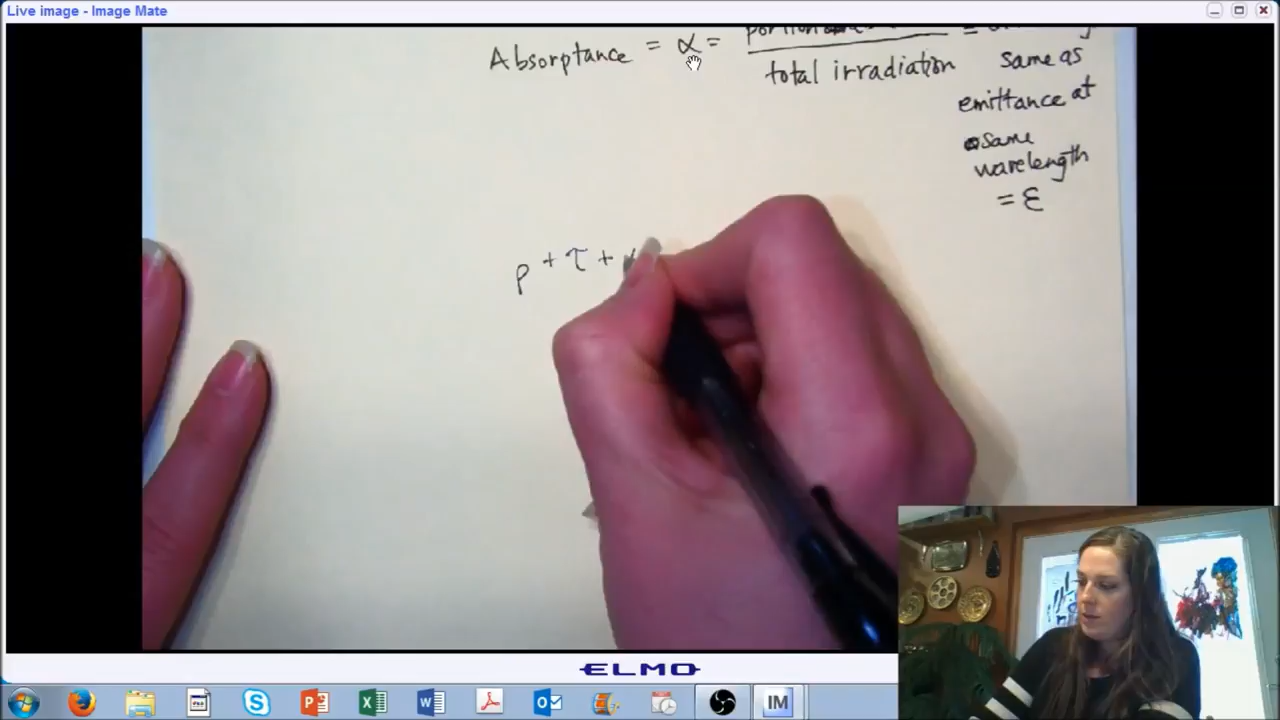 Live image - Image Mate
Absorptance = α =
total irradiation
same as
emittance at
same
wavelength
= ε
ρ + τ + α
ELMO
IM